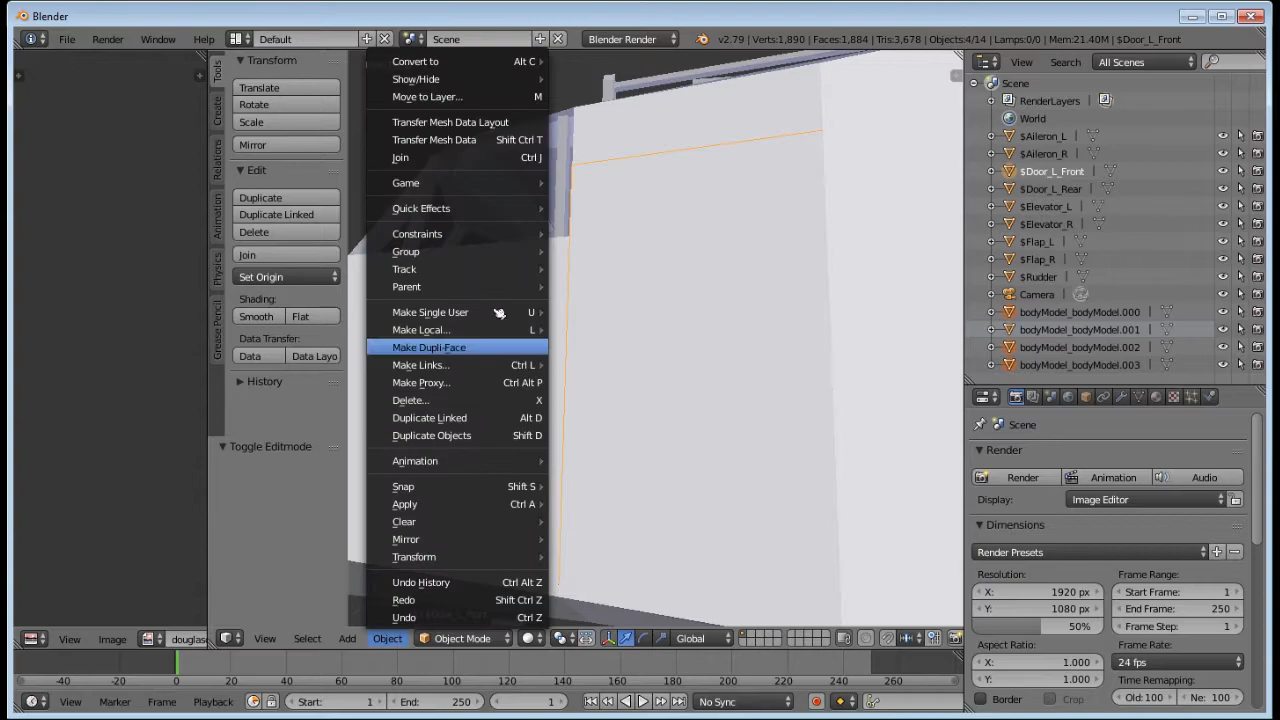 Blender
File Render Window Help Default Scene Blender Render v2.79 | Verts:1,890 | Faces:1,884 | Tris:3,678 | Objects:4/14 | Lamps:0/0 | Mem:21.40M | $Door_L_Front
Tools
Create
Relations
Animation
Physics
Grease Pencil
Transform
Translate
Rotate
Scale
Mirror
Edit
Duplicate
Duplicate Linked
Delete
Join
Set Origin
Shading:
Smooth Flat
Data Transfer:
Data Data Layo
History
Toggle Editmode
Convert to Alt C
Show/Hide
Move to Layer... M
Transfer Mesh Data Layout
Transfer Mesh Data Shift Ctrl T
Join Ctrl J
Game
Quick Effects
Constraints
Group
Track
Parent
Make Single User U
Make Local... L
Make Dupli-Face
Make Links... Ctrl L
Make Proxy... Ctrl Alt P
Delete... X
Duplicate Linked Alt D
Duplicate Objects Shift D
Animation
Snap Shift S
Apply Ctrl A
Clear
Mirror
Transform
Undo History Ctrl Alt Z
Redo Shift Ctrl Z
Undo Ctrl Z
View Search All Scenes
Scene
RenderLayers
World
$Aileron_L
$Aileron_R
$Door_L_Front
$Door_L_Rear
$Elevator_L
$Elevator_R
$Flap_L
$Flap_R
$Rudder
Camera
bodyModel_bodyModel.000
bodyModel_bodyModel.001
bodyModel_bodyModel.002
bodyModel_bodyModel.003
Scene
Render
Render Animation Audio
Display: Image Editor
Dimensions
Render Presets
Resolution: Frame Range:
X: 1920 px Start Frame: 1
Y: 1080 px End Frame: 250
50% Frame Step: 1
Aspect Ratio: Frame Rate:
X: 1.000 24 fps
Y: 1.000 Time Remapping:
Border Crop Old: 100 Ne: 100
View Image douglas View Select Add Object Object Mode Global
-40 -20 0 20 40 60 80 100 120 140 160 180 200 220 240 260
View Marker Frame Playback Start: 1 End: 250 1 No Sync